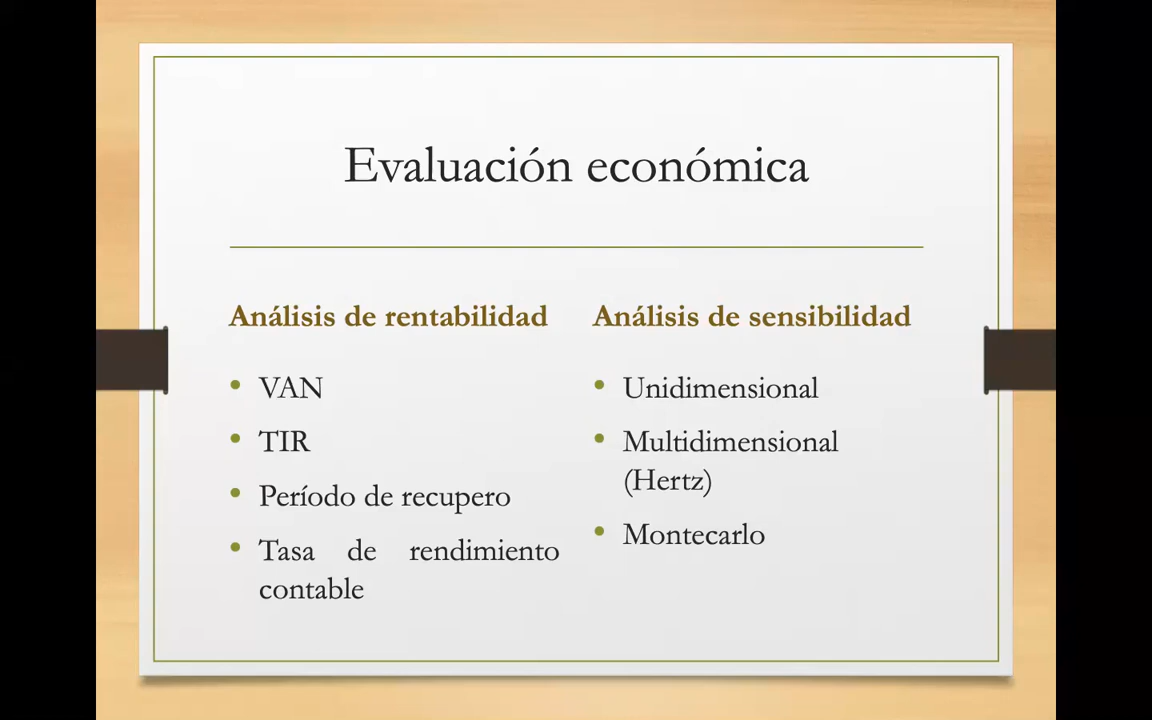 Evaluación económica
Análisis de rentabilidad
• VAN
• TIR
• Período de recupero
• Tasa de rendimiento
contable
Análisis de sensibilidad
• Unidimensional
• Multidimensional
(Hertz)
• Montecarlo